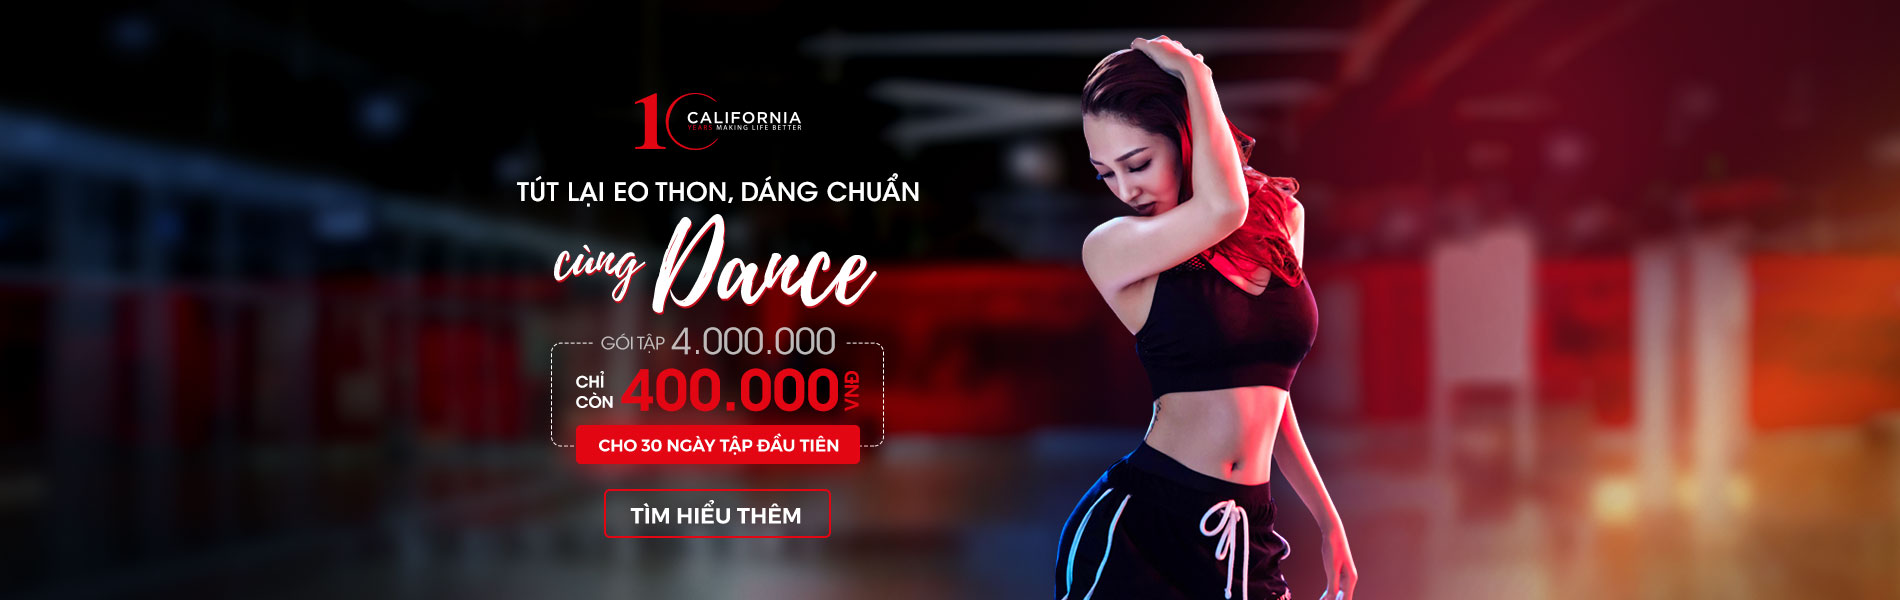 10 CALIFORNIA
YEARS MAKING LIFE BETTER
TÚT LẠI EO THON, DÁNG CHUẨN
cùng Dance
GÓI TẬP 4.000.000
CHỈ CÒN 400.000 VNĐ
CHO 30 NGÀY TẬP ĐẦU TIÊN
TÌM HIỂU THÊM